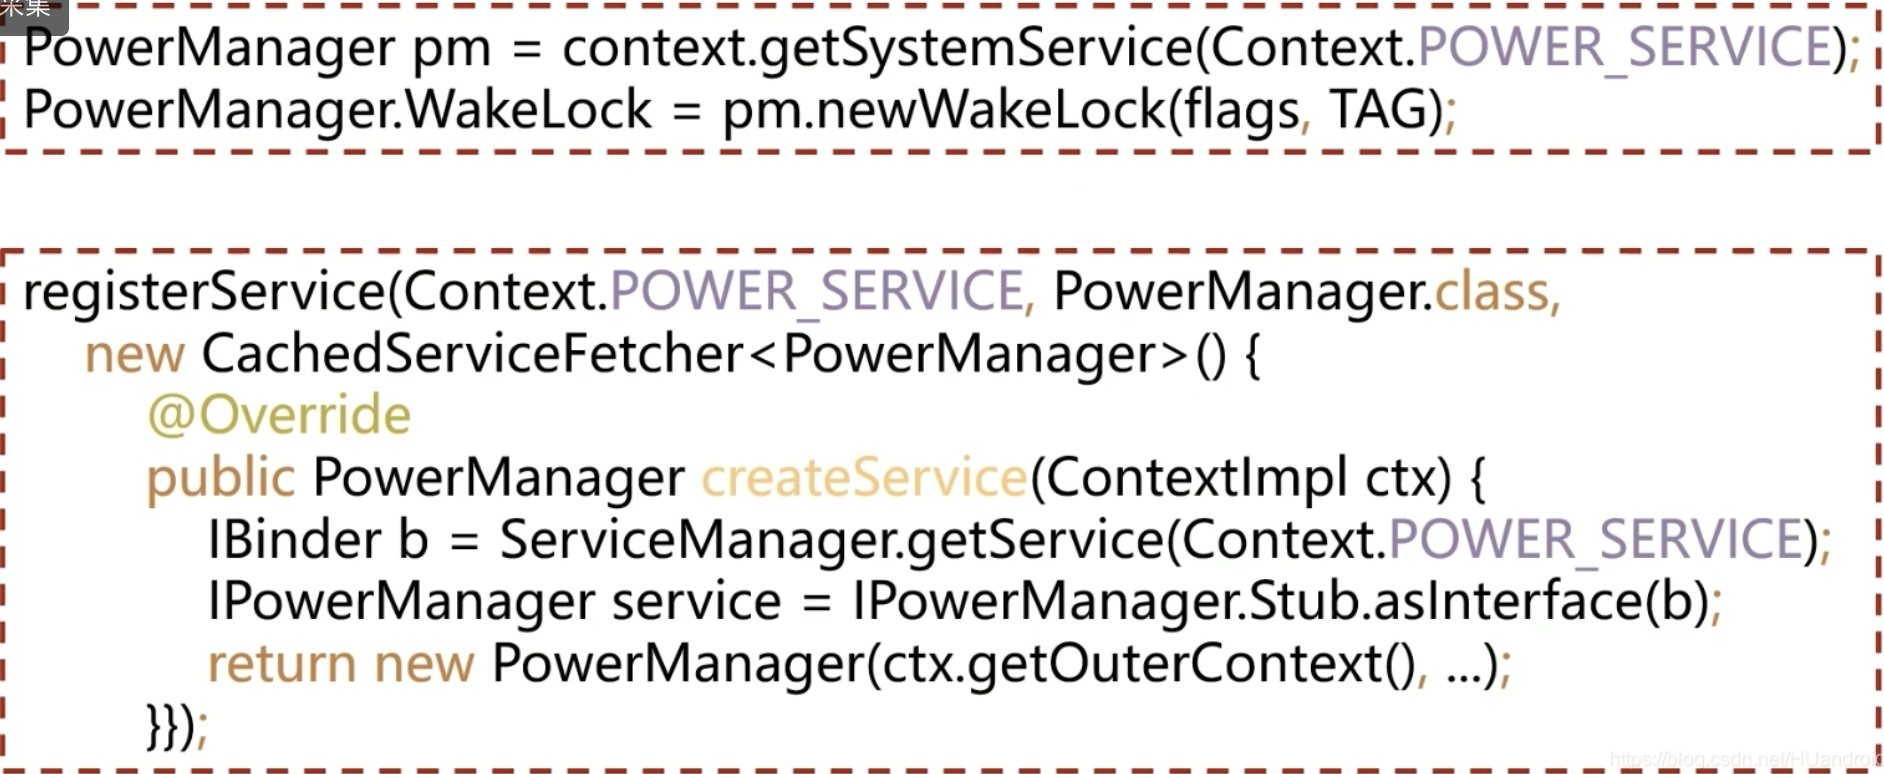 采集
PowerManager pm = context.getSystemService(Context.POWER_SERVICE);
PowerManager.WakeLock = pm.newWakeLock(flags, TAG);
registerService(Context.POWER_SERVICE, PowerManager.class,
new CachedServiceFetcher<PowerManager>() {
@Override
public PowerManager createService(ContextImpl ctx) {
IBinder b = ServiceManager.getService(Context.POWER_SERVICE);
IPowerManager service = IPowerManager.Stub.asInterface(b);
return new PowerManager(ctx.getOuterContext(), ...);
}});
https://blog.csdn.net/HUandroid